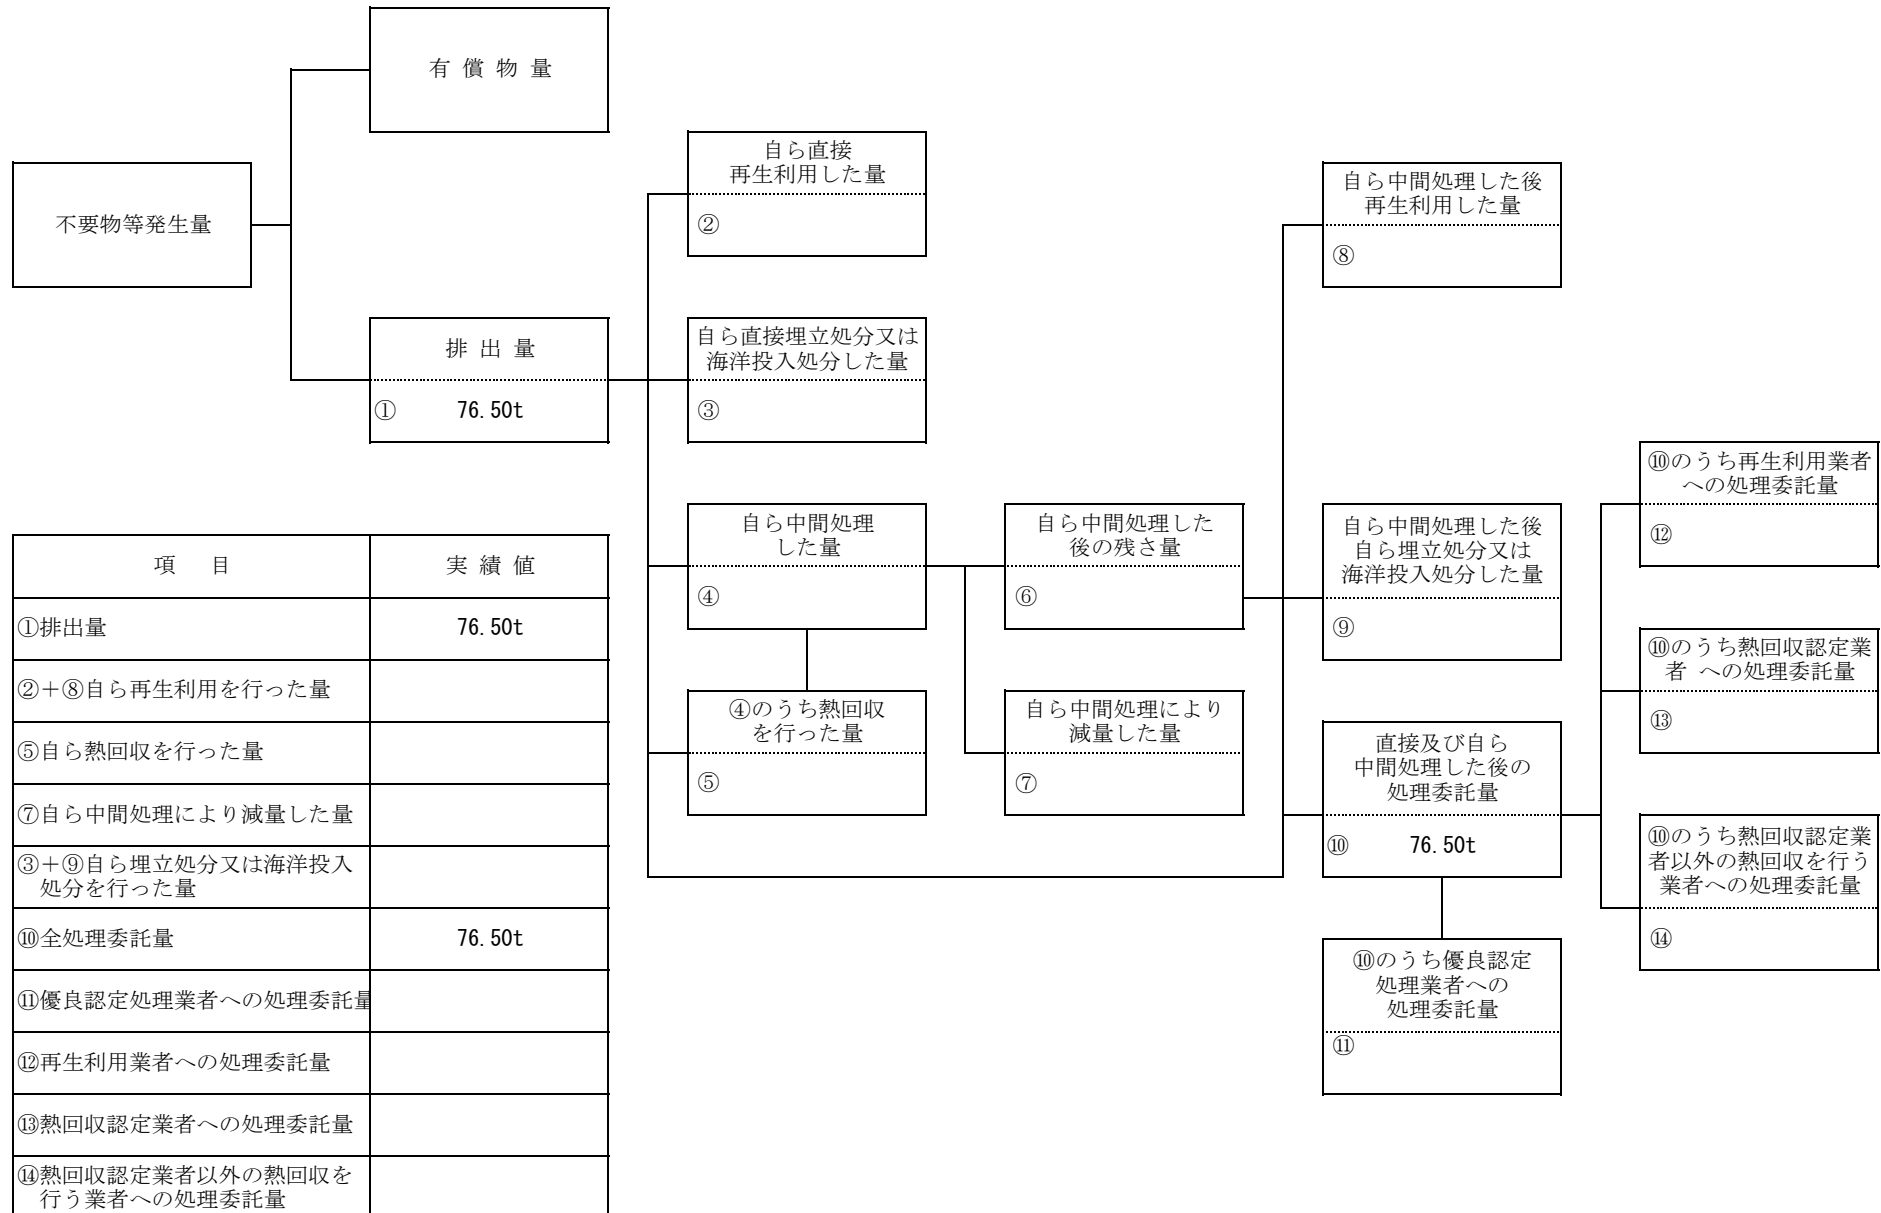 有 償 物 量
不要物等発生量
排 出 量
① 76.50t
自ら直接
再生利用した量
②
自ら直接埋立処分又は
海洋投入処分した量
③
自ら中間処理
した量
④
④のうち熱回収
を行った量
⑤
自ら中間処理した
後の残さ量
⑥
自ら中間処理により
減量した量
⑦
自ら中間処理した後
再生利用した量
⑧
自ら中間処理した後
自ら埋立処分又は
海洋投入処分した量
⑨
直接及び自ら
中間処理した後の
処理委託量
⑩ 76.50t
⑩のうち優良認定
処理業者への
処理委託量
⑪
⑩のうち再生利用業者
への処理委託量
⑫
⑩のうち熱回収認定業
者 への処理委託量
⑬
⑩のうち熱回収認定業
者以外の熱回収を行う
業者への処理委託量
⑭
項　目 実 績 値
①排出量 76.50t
②＋⑧自ら再生利用を行った量
⑤自ら熱回収を行った量
⑦自ら中間処理により減量した量
③＋⑨自ら埋立処分又は海洋投入
処分を行った量
⑩全処理委託量 76.50t
⑪優良認定処理業者への処理委託量
⑫再生利用業者への処理委託量
⑬熱回収認定業者への処理委託量
⑭熱回収認定業者以外の熱回収を
行う業者への処理委託量